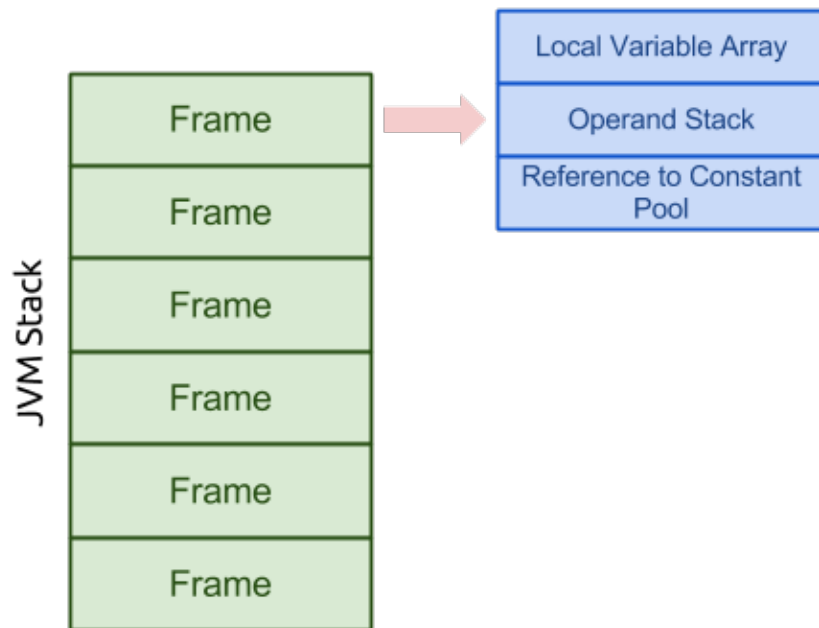 Local Variable Array
Operand Stack
Reference to Constant
Pool
JVM Stack
Frame
Frame
Frame
Frame
Frame
Frame